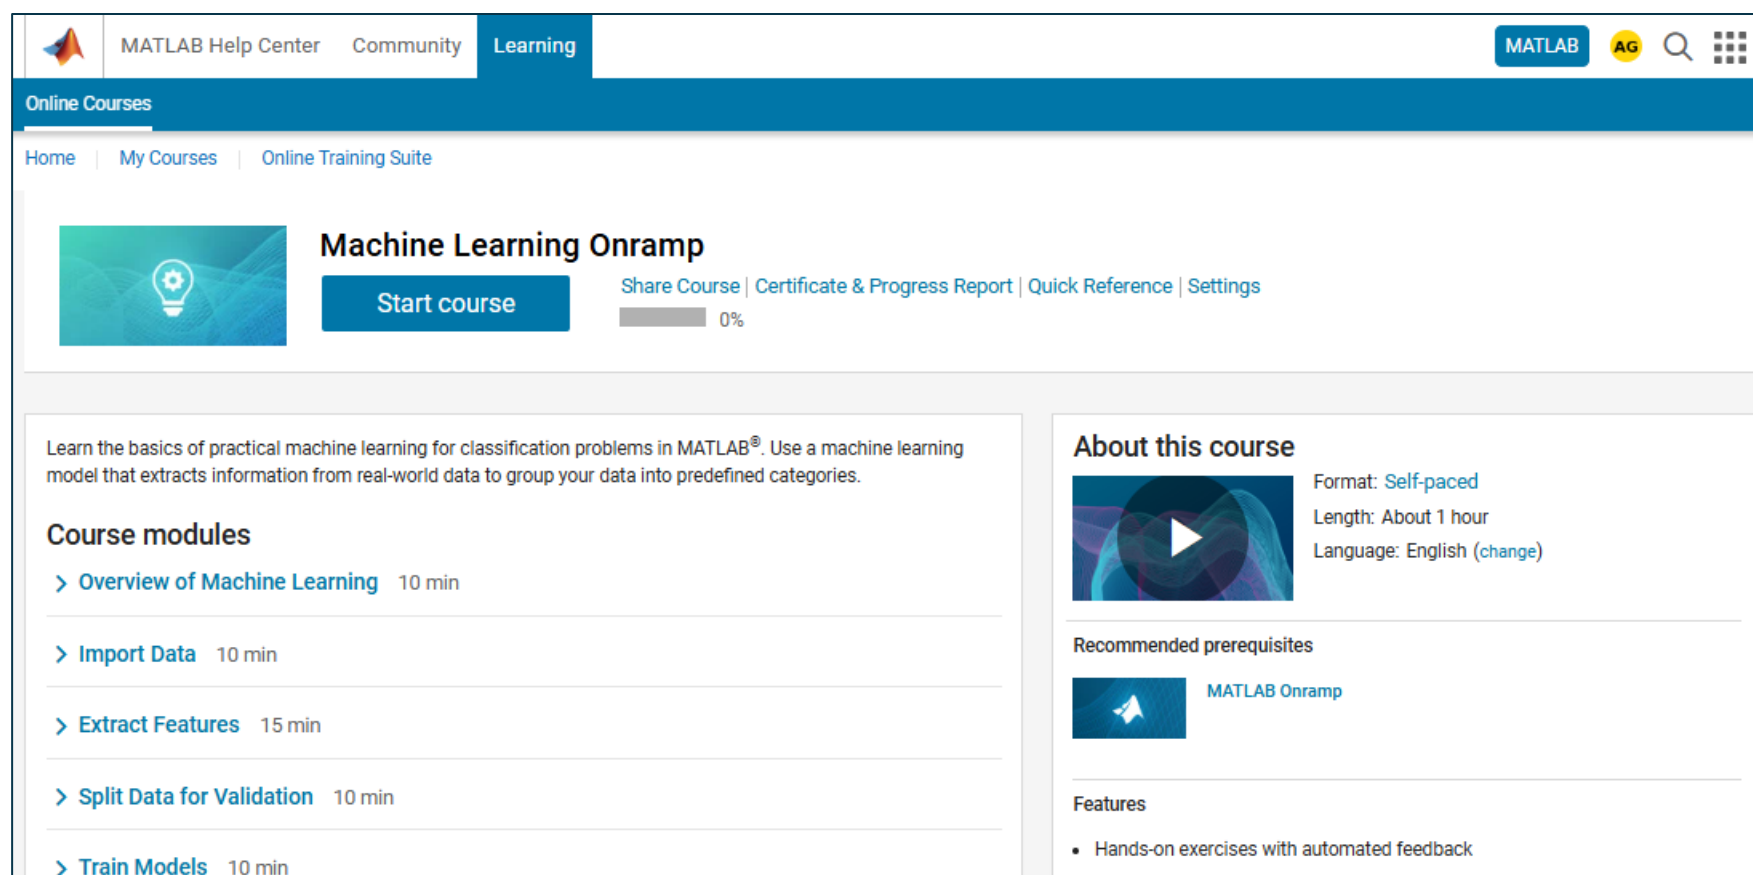 MATLAB Help Center Community Learning MATLAB AG
Online Courses
Home My Courses Online Training Suite
Machine Learning Onramp
Start course
Share Course | Certificate & Progress Report | Quick Reference | Settings
0%
Learn the basics of practical machine learning for classification problems in MATLAB®. Use a machine learning
model that extracts information from real-world data to group your data into predefined categories.
Course modules
Overview of Machine Learning 10 min
Import Data 10 min
Extract Features 15 min
Split Data for Validation 10 min
Train Models 10 min
About this course
Format: Self-paced
Length: About 1 hour
Language: English (change)
Recommended prerequisites
MATLAB Onramp
Features
• Hands-on exercises with automated feedback